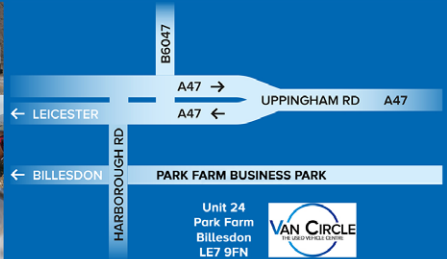 B6047
A47 →
UPPINGHAM RD A47
← LEICESTER
A47 ←
HARBOROUGH RD
← BILLESDON
PARK FARM BUSINESS PARK
Unit 24
Park Farm
Billesdon
LE7 9FN
VAN CIRCLE
THE USED VEHICLE CENTRE